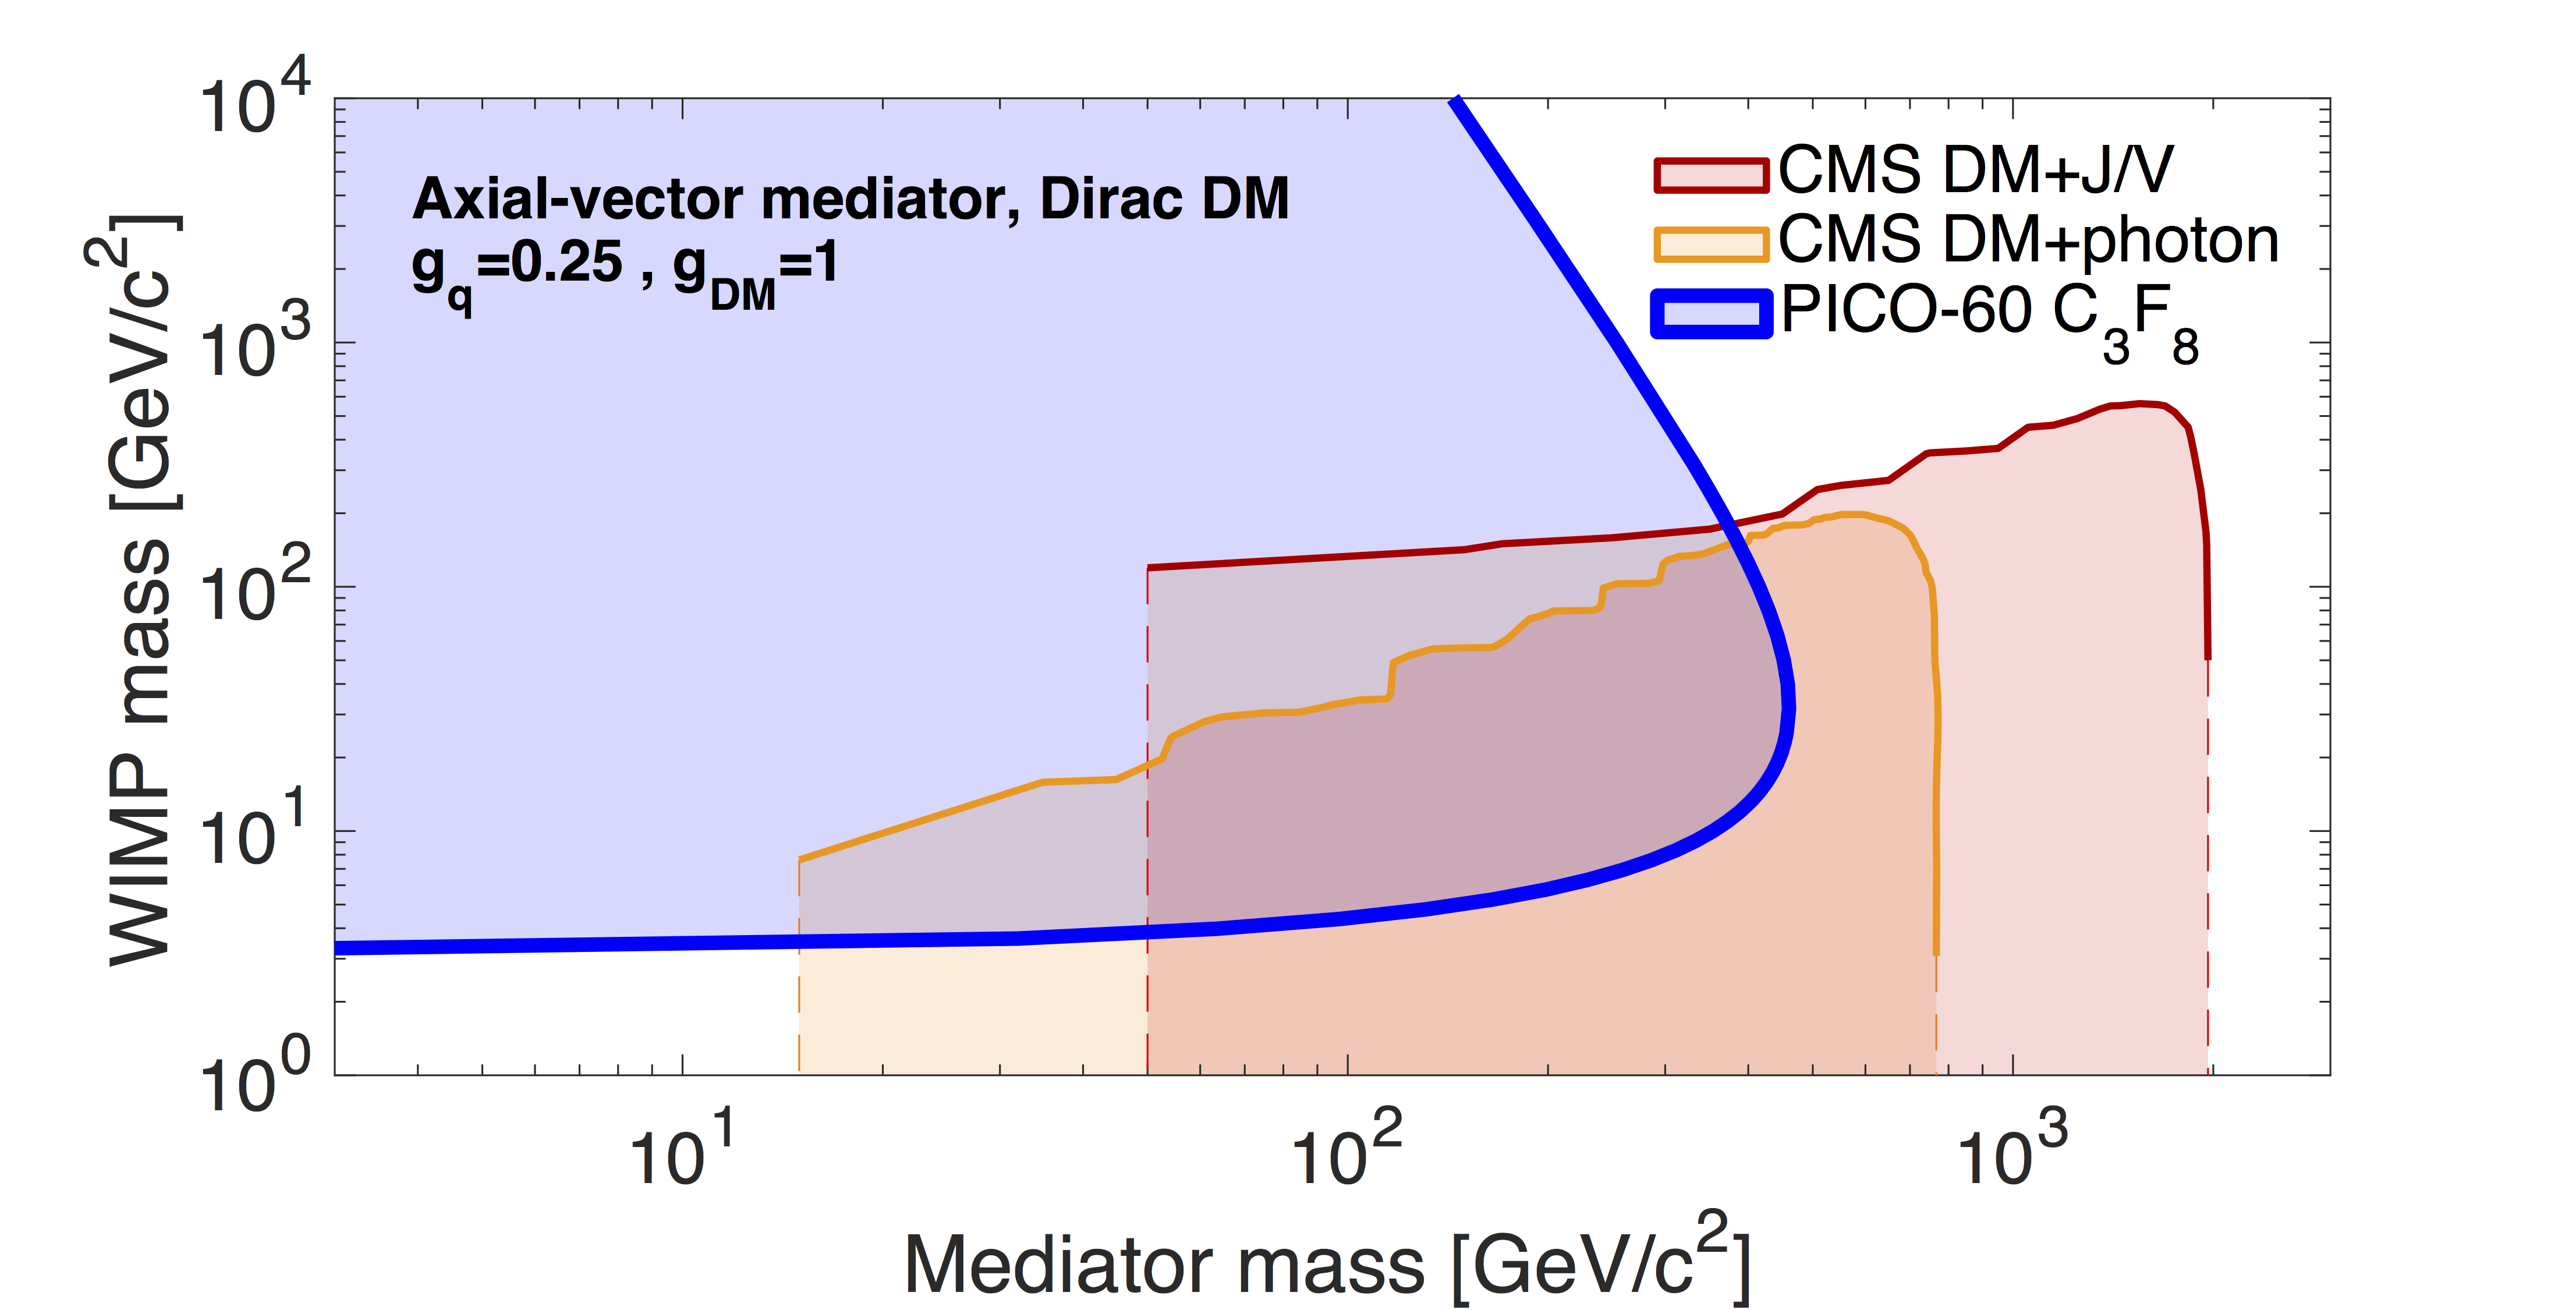 10^4
10^3
10^2
10^1
10^0
WIMP mass [GeV/c^2]
Axial-vector mediator, Dirac DM
g_q=0.25 , g_DM=1
CMS DM+J/V
CMS DM+photon
PICO-60 C_3F_8
10^1
10^2
10^3
Mediator mass [GeV/c^2]